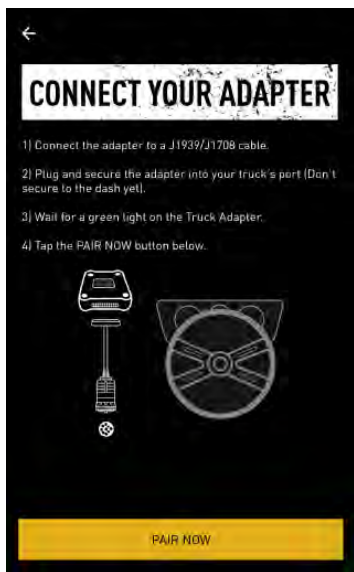 CONNECT YOUR ADAPTER
1) Connect the adapter to a J1939/J1708 cable.
2) Plug and secure the adapter into your truck's port (Don't
secure to the dash yet).
3) Wait for a green light on the Truck Adapter.
4) Tap the PAIR NOW button below.
PAIR NOW